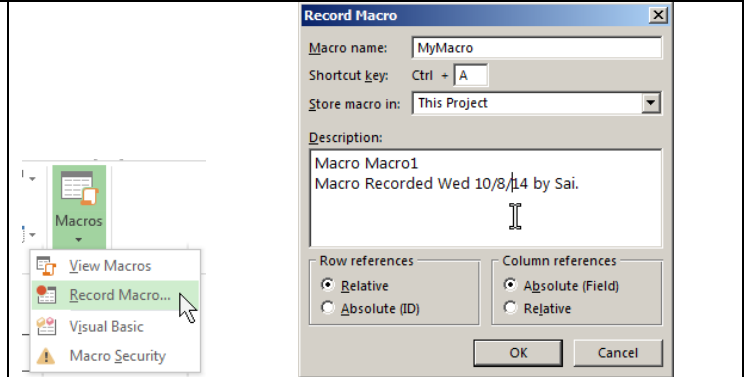 Macros
View Macros
Record Macro...
Visual Basic
Macro Security
Record Macro
Macro name: MyMacro
Shortcut key: Ctrl + A
Store macro in: This Project
Description:
Macro Macro1
Macro Recorded Wed 10/8/14 by Sai.
Row references
Relative
Absolute (ID)
Column references
Absolute (Field)
Relative
OK Cancel